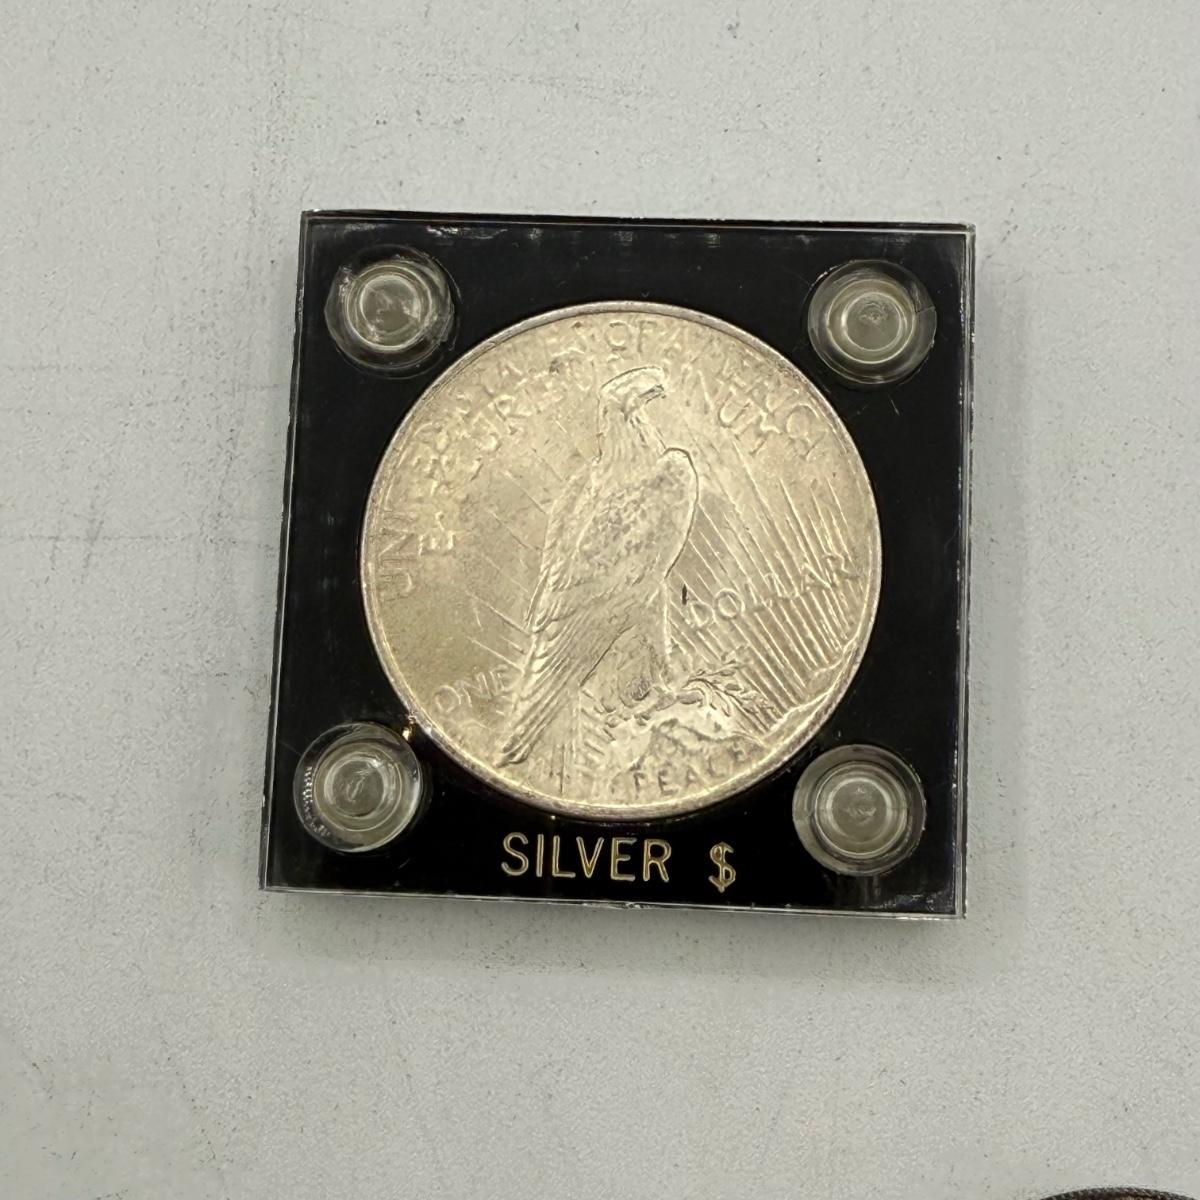 UNITED STATES OF AMERICA
E PLURIBUS UNUM
ONE DOLLAR
PEACE
SILVER $